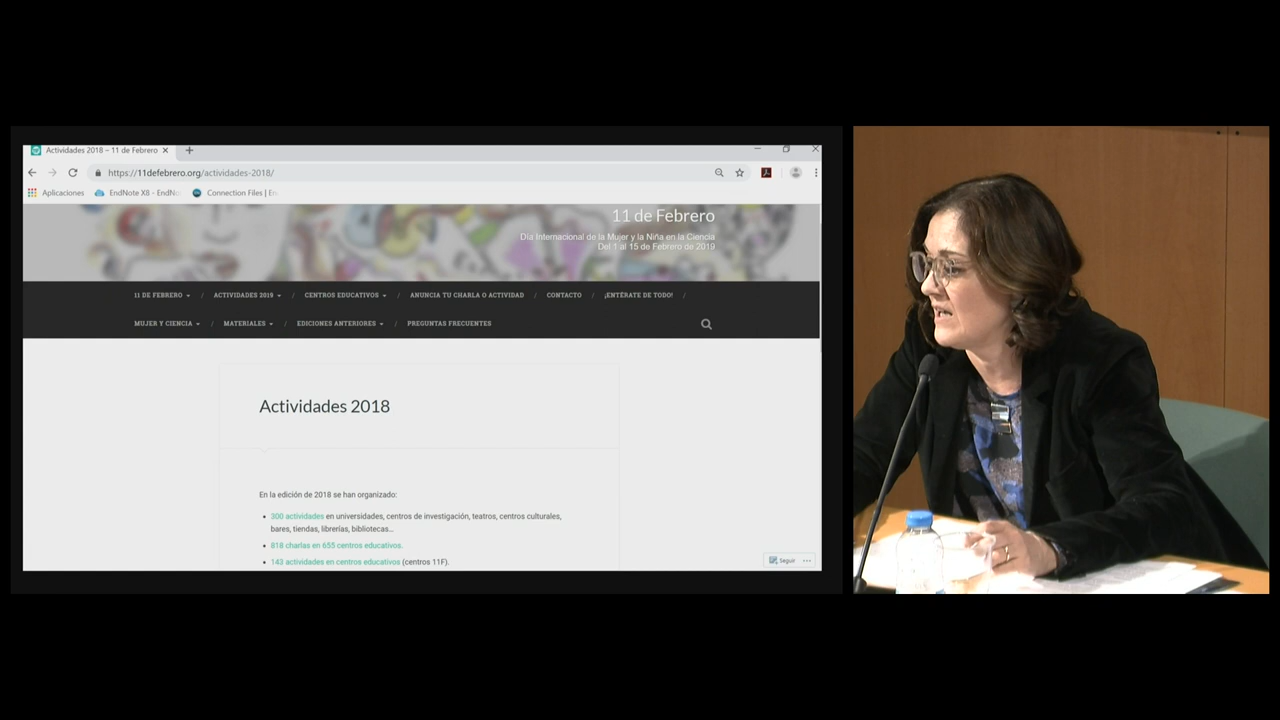 Actividades 2018 – 11 de Febrero
https://11defebrero.org/actividades-2018/
Aplicaciones EndNote X8 - EndNo Connection Files | En
11 de Febrero
Día Internacional de la Mujer y la Niña en la Ciencia
Del 1 al 15 de Febrero de 2019
11 DE FEBRERO / ACTIVIDADES 2019 / CENTROS EDUCATIVOS / ANUNCIA TU CHARLA O ACTIVIDAD / CONTACTO / ¡ENTÉRATE DE TODO! /
MUJER Y CIENCIA / MATERIALES / EDICIONES ANTERIORES / PREGUNTAS FRECUENTES
Actividades 2018
En la edición de 2018 se han organizado:
• 300 actividades en universidades, centros de investigación, teatros, centros culturales,
bares, tiendas, librerías, bibliotecas...
• 818 charlas en 655 centros educativos.
• 143 actividades en centros educativos (centros 11F).
Seguir